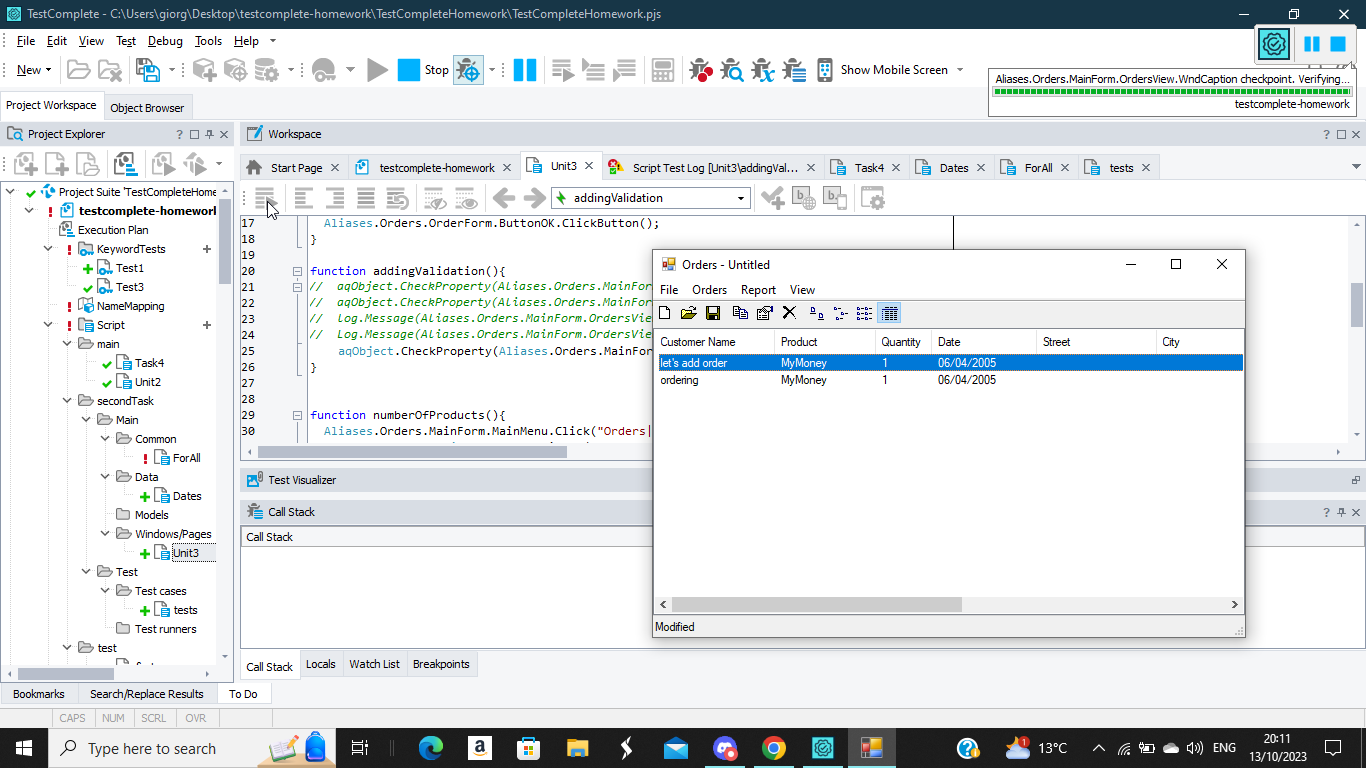 TestComplete - C:\Users\giorg\Desktop\testcomplete-homework\TestCompleteHomework\TestCompleteHomework.pjs
File Edit View Test Debug Tools Help
New Stop Show Mobile Screen
Aliases.Orders.MainForm.OrdersView.WndCaption checkpoint. Verifying...
testcomplete-homework
Project Workspace Object Browser
Project Explorer
Workspace
Start Page testcomplete-homework Unit3 Script Test Log [Unit3\addingVal... Task4 Dates ForAll tests
addingValidation
Project Suite 'TestCompleteHome
testcomplete-homework
Execution Plan
KeywordTests
Test1
Test3
NameMapping
Script
main
Task4
Unit2
secondTask
Main
Common
ForAll
Data
Dates
Models
Windows/Pages
Unit3
Test
Test cases
tests
Test runners
test
17 Aliases.Orders.OrderForm.ButtonOK.ClickButton();
18 }
19
20 function addingValidation(){
21 // aqObject.CheckProperty(Aliases.Orders.MainFor
22 // aqObject.CheckProperty(Aliases.Orders.MainFor
23 // Log.Message(Aliases.Orders.MainForm.OrdersVie
24 // Log.Message(Aliases.Orders.MainForm.OrdersVie
25 aqObject.CheckProperty(Aliases.Orders.MainFor
26 }
27
28
29 function numberOfProducts(){
30 Aliases.Orders.MainForm.MainMenu.Click("Orders|
Orders - Untitled
File Orders Report View
Customer Name Product Quantity Date Street City
let's add order MyMoney 1 06/04/2005
ordering MyMoney 1 06/04/2005
Modified
Test Visualizer
Call Stack
Call Stack
Call Stack Locals Watch List Breakpoints
Bookmarks Search/Replace Results To Do
CAPS NUM SCRL OVR
Type here to search
13°C ENG
20:11
13/10/2023